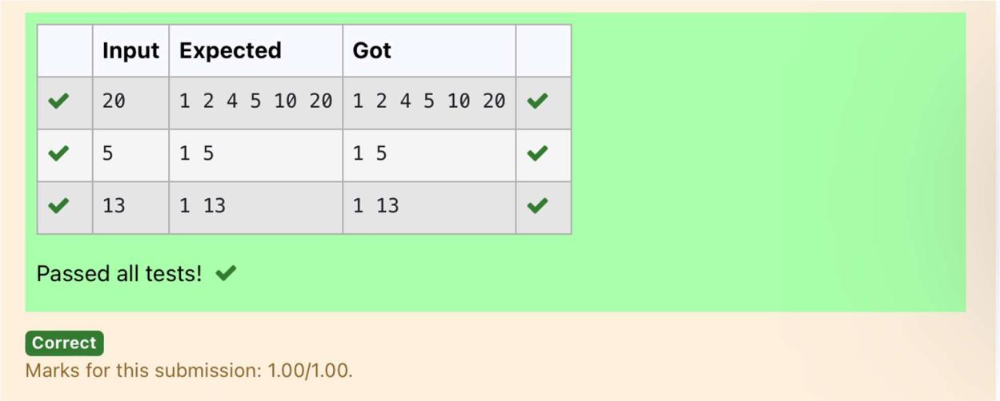 Input Expected Got
20 1 2 4 5 10 20 1 2 4 5 10 20
5 1 5 1 5
13 1 13 1 13
Passed all tests!
Correct
Marks for this submission: 1.00/1.00.